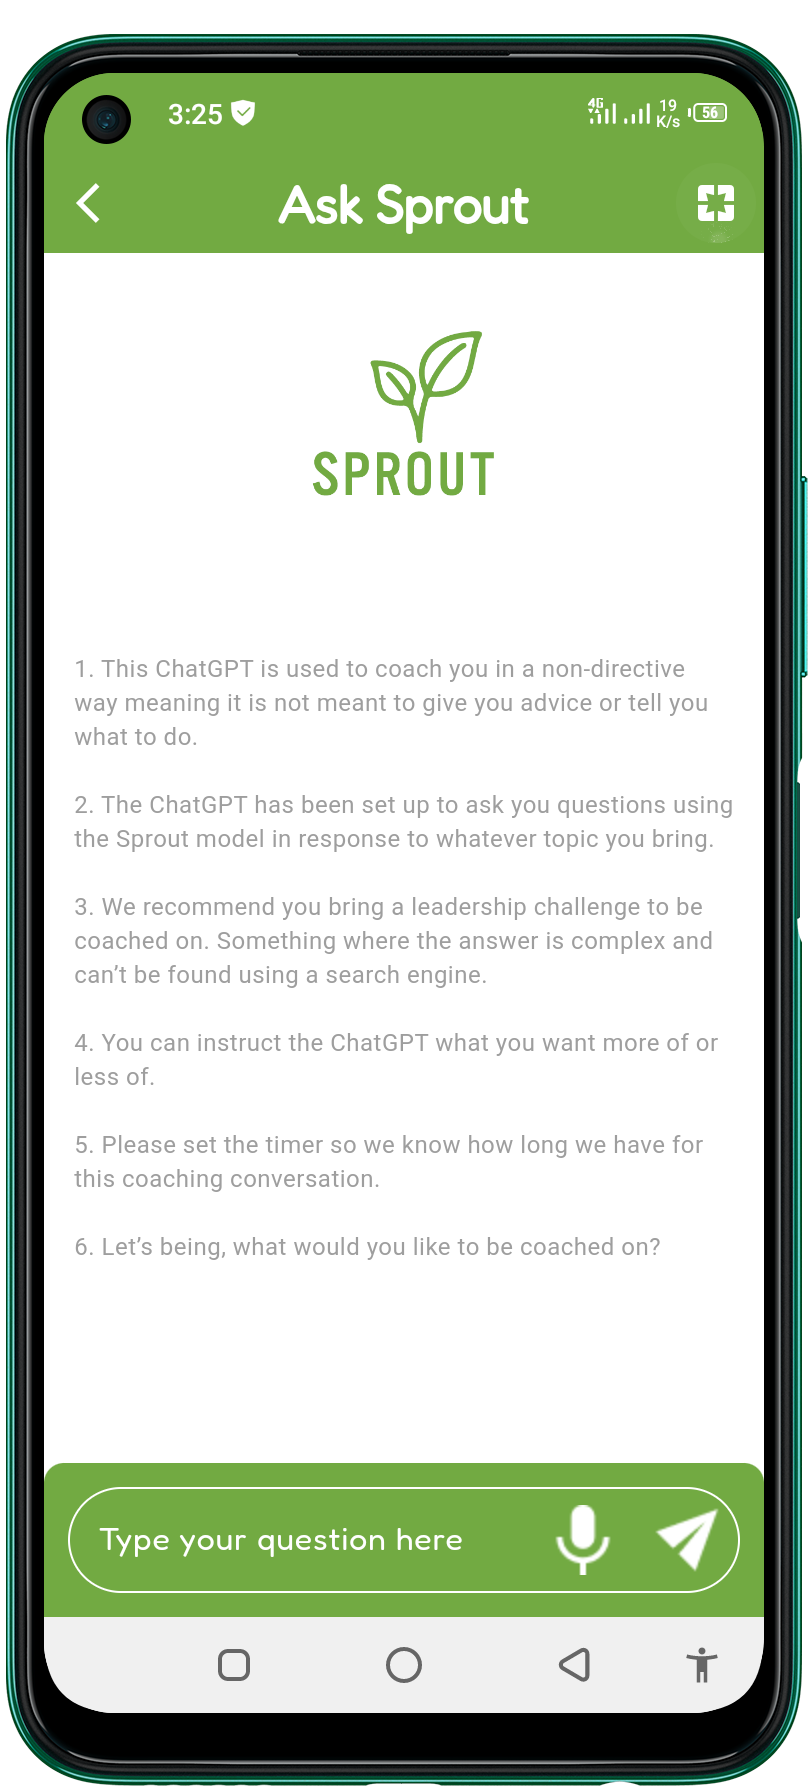 3:25
4G
19
K/s
56
Ask Sprout
SPROUT
1. This ChatGPT is used to coach you in a non-directive
way meaning it is not meant to give you advice or tell you
what to do.
2. The ChatGPT has been set up to ask you questions using
the Sprout model in response to whatever topic you bring.
3. We recommend you bring a leadership challenge to be
coached on. Something where the answer is complex and
can’t be found using a search engine.
4. You can instruct the ChatGPT what you want more of or
less of.
5. Please set the timer so we know how long we have for
this coaching conversation.
6. Let’s being, what would you like to be coached on?
Type your question here